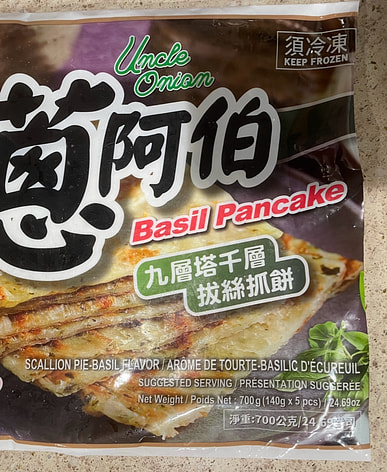 Uncle
Onion
須冷凍
KEEP FROZEN
蔥阿伯
Basil Pancake
九層塔千層
拔絲抓餅
SCALLION PIE-BASIL FLAVOR / ARÔME DE TOURTE-BASILIC D'ÉCUREUIL
SUGGESTED SERVING / PRÉSENTATION SUGGÉRÉE
Net Weight / Poids Net : 700g (140g x 5 pcs) / 24.69oz
淨重:700公克/24.69